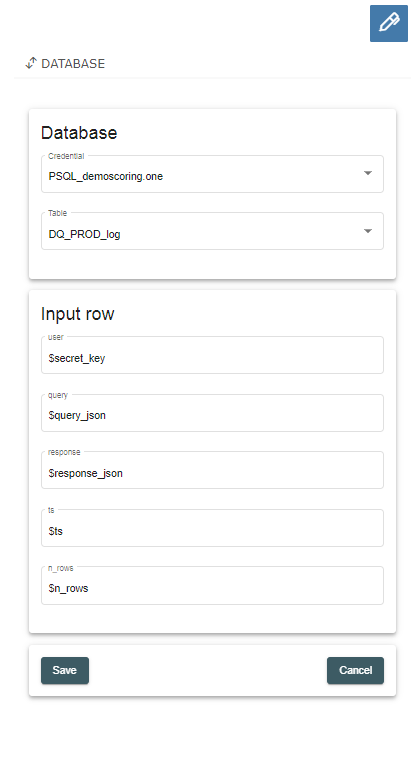 DATABASE
Database
Credential
PSQL_demoscoring.one
Table
DQ_PROD_log
Input row
user
$secret_key
query
$query_json
response
$response_json
ts
$ts
n_rows
$n_rows
Save Cancel